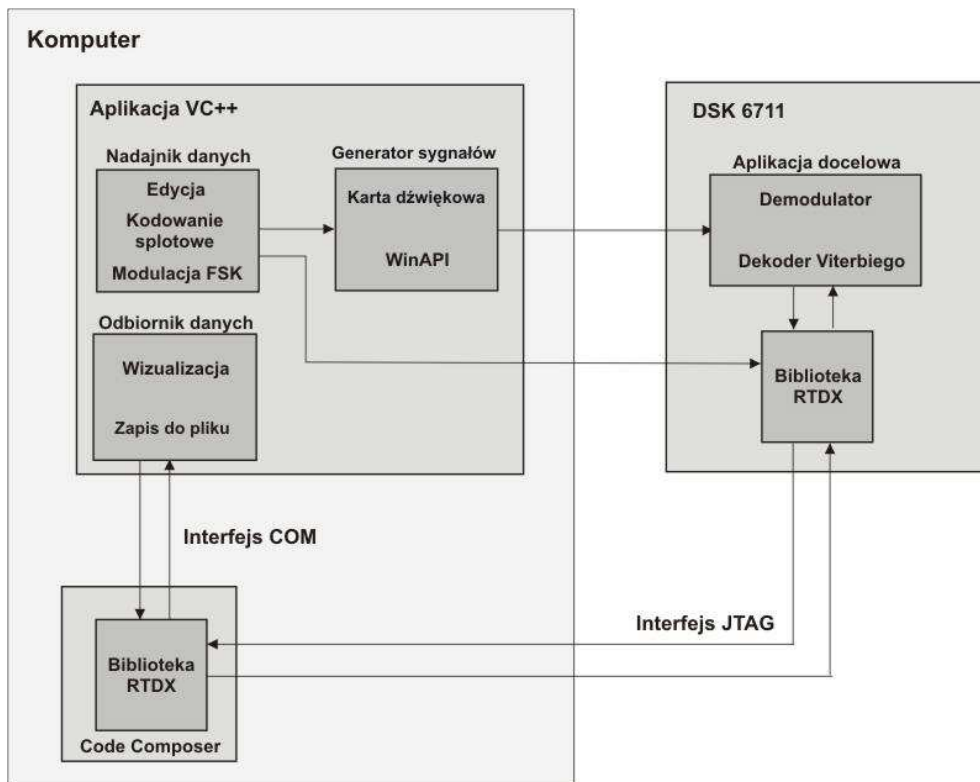 Komputer
Aplikacja VC++
Nadajnik danych
Edycja
Kodowanie
splotowe
Modulacja FSK
Generator sygnałów
Karta dźwiękowa
WinAPI
Odbiornik danych
Wizualizacja
Zapis do pliku
Interfejs COM
Biblioteka
RTDX
Code Composer
DSK 6711
Aplikacja docelowa
Demodulator
Dekoder Viterbiego
Biblioteka
RTDX
Interfejs JTAG